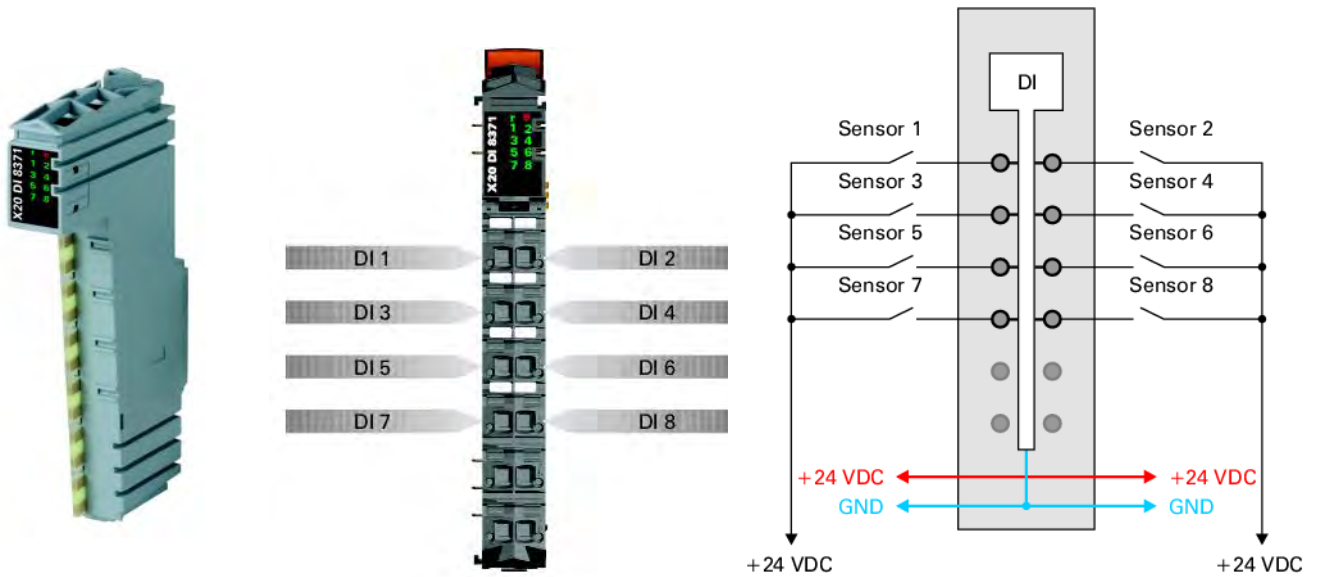 X20 DI 8371
r e
1 2
3 4
5 6
7 8
X20 DI 8371
r e
1 2
3 4
5 6
7 8
DI 1
DI 2
DI 3
DI 4
DI 5
DI 6
DI 7
DI 8
DI
Sensor 1
Sensor 2
Sensor 3
Sensor 4
Sensor 5
Sensor 6
Sensor 7
Sensor 8
+24 VDC
+24 VDC
GND
GND
+24 VDC
+24 VDC